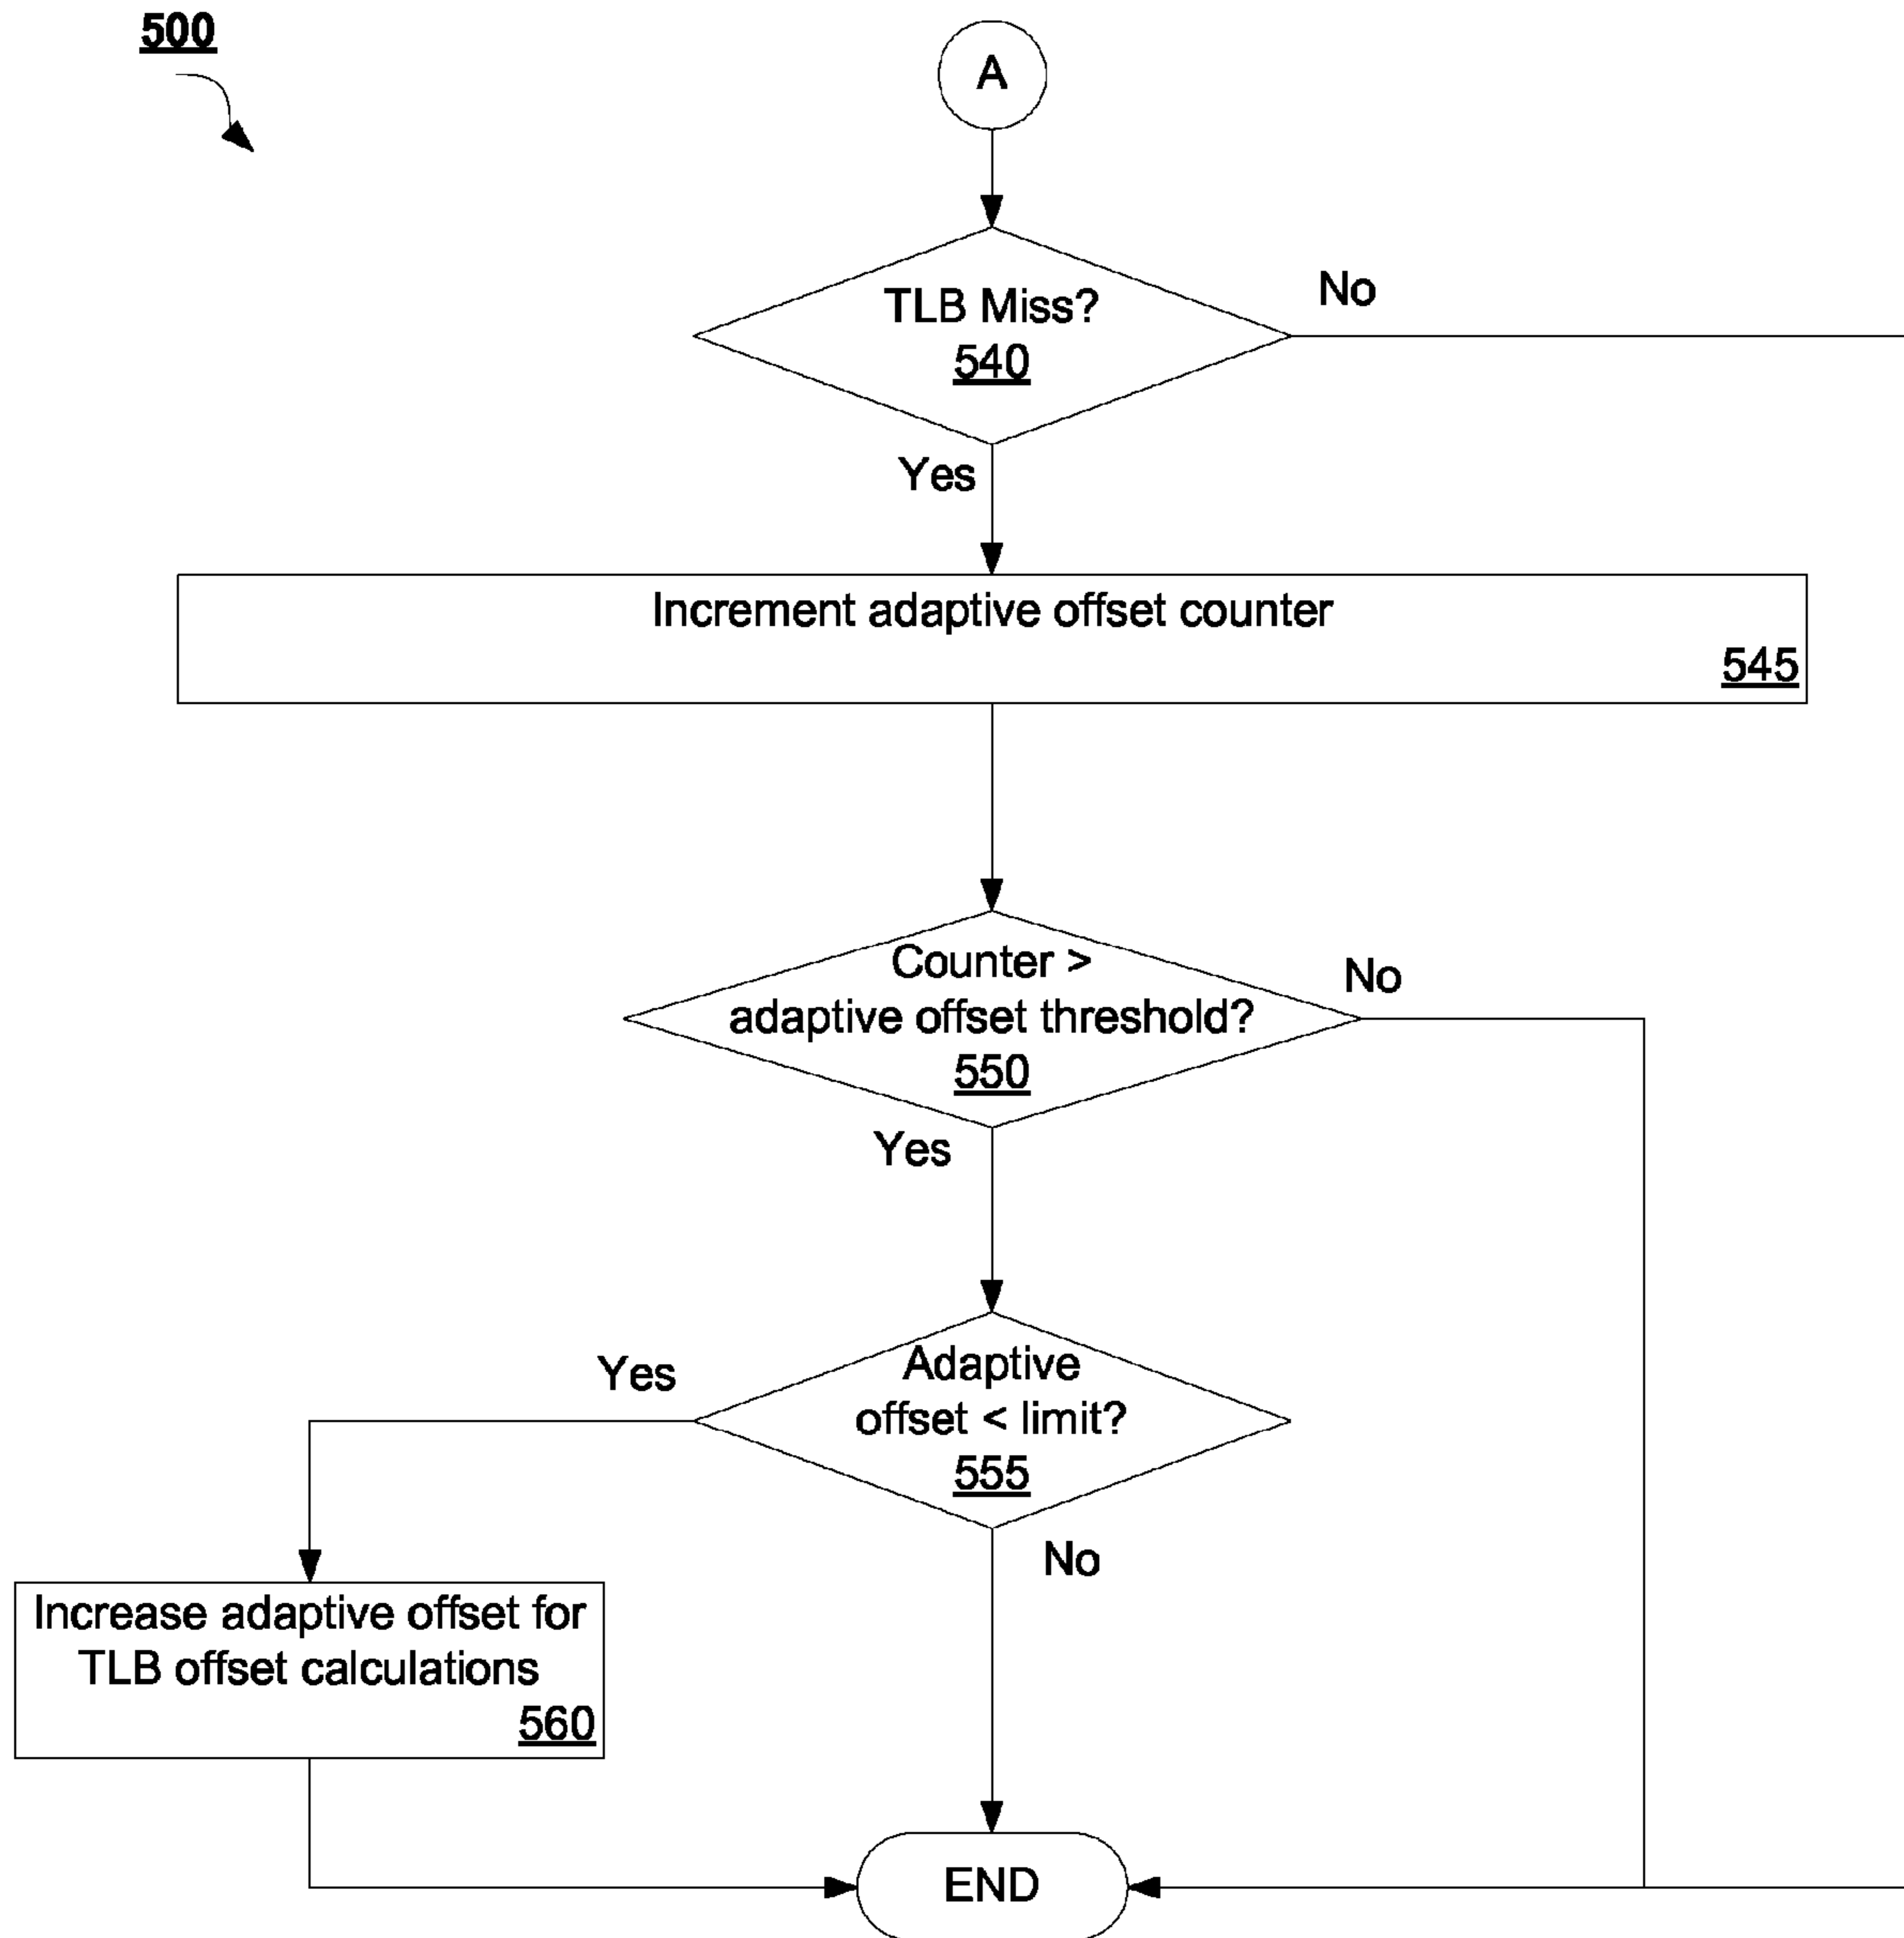 500
A
TLB Miss?
540
No
Yes
Increment adaptive offset counter
545
Counter >
adaptive offset threshold?
550
No
Yes
Adaptive
offset < limit?
555
Yes
No
Increase adaptive offset for
TLB offset calculations
560
END